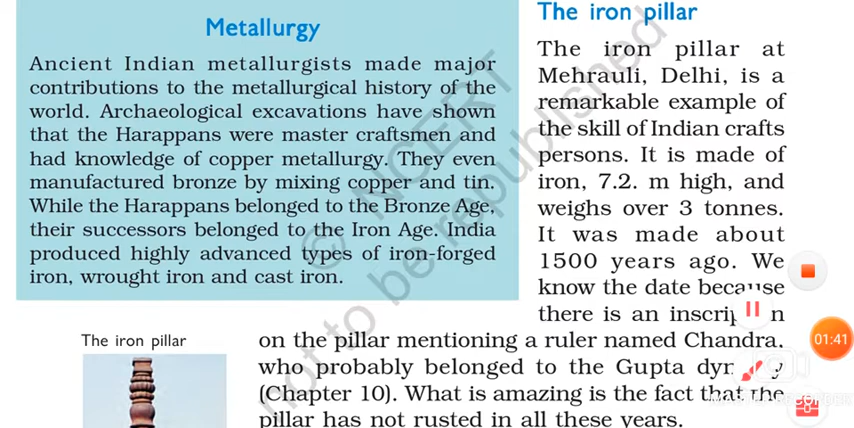 Metallurgy
Ancient Indian metallurgists made major
contributions to the metallurgical history of the
world. Archaeological excavations have shown
that the Harappans were master craftsmen and
had knowledge of copper metallurgy. They even
manufactured bronze by mixing copper and tin.
While the Harappans belonged to the Bronze Age,
their successors belonged to the Iron Age. India
produced highly advanced types of iron-forged
iron, wrought iron and cast iron.
The iron pillar
The iron pillar at
Mehrauli, Delhi, is a
remarkable example of
the skill of Indian crafts
persons. It is made of
iron, 7.2. m high, and
weighs over 3 tonnes.
It was made about
1500 years ago. We
know the date because
there is an
on the pillar mentioning a ruler named Chandra,
who probably belonged to the Gupta
(Chapter 10). What is amazing is the fact that the
pillar has not rusted in all these years.
The iron pillar
© NCERT
not to be republished
01:41